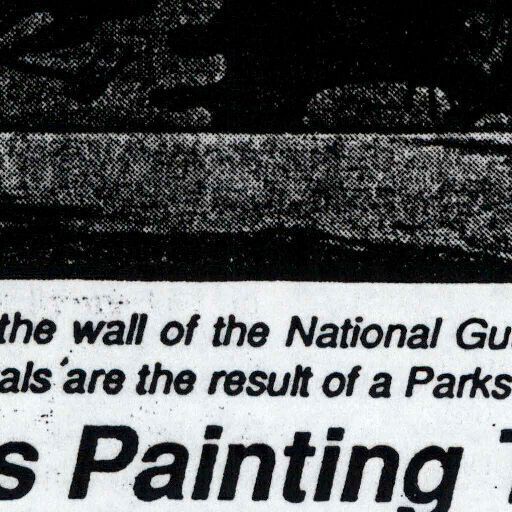 the wall of the National Gu
als are the result of a Parks
s Painting